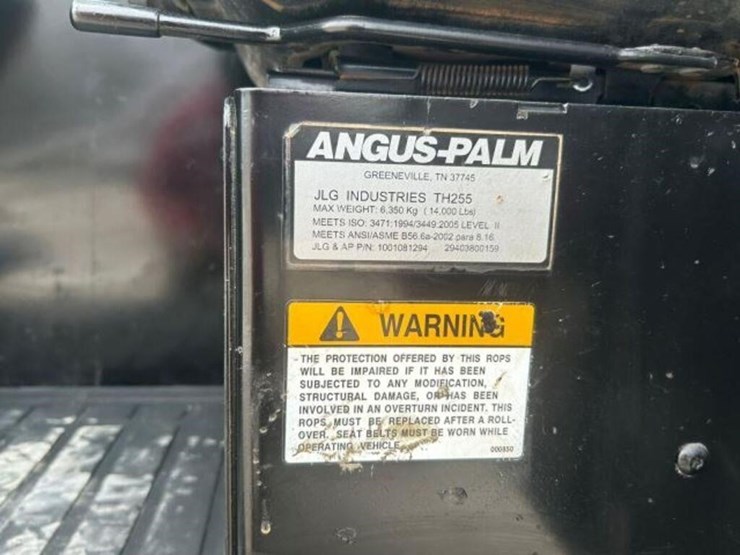 ANGUS-PALM
GREENEVILLE, TN 37745
JLG INDUSTRIES TH255
MAX WEIGHT: 6,350 Kg (14,000 Lbs)
MEETS ISO: 3471:1994/3449:2005 LEVEL II
MEETS ANSI/ASME B56.6a-2002 para 8.16
JLG & AP P/N: 1001081294 29403800159
WARNING
THE PROTECTION OFFERED BY THIS ROPS
WILL BE IMPAIRED IF IT HAS BEEN
SUBJECTED TO ANY MODIFICATION,
STRUCTURAL DAMAGE, OR HAS BEEN
INVOLVED IN AN OVERTURN INCIDENT. THIS
ROPS MUST BE REPLACED AFTER A ROLL-
OVER. SEAT BELTS MUST BE WORN WHILE
OPERATING VEHICLE.
000850